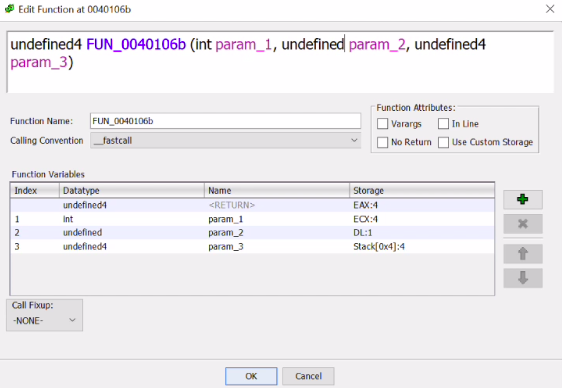 Edit Function at 0040106b
undefined4 FUN_0040106b (int param_1, undefined param_2, undefined4
param_3)
Function Attributes:
Function Name: FUN_0040106b
Varargs In Line
Calling Convention __fastcall
No Return Use Custom Storage
Function Variables
Index Datatype Name Storage
undefined4 <RETURN> EAX:4
1 int param_1 ECX:4
2 undefined param_2 DL:1
3 undefined4 param_3 Stack[0x4]:4
Call Fixup:
-NONE-
OK Cancel